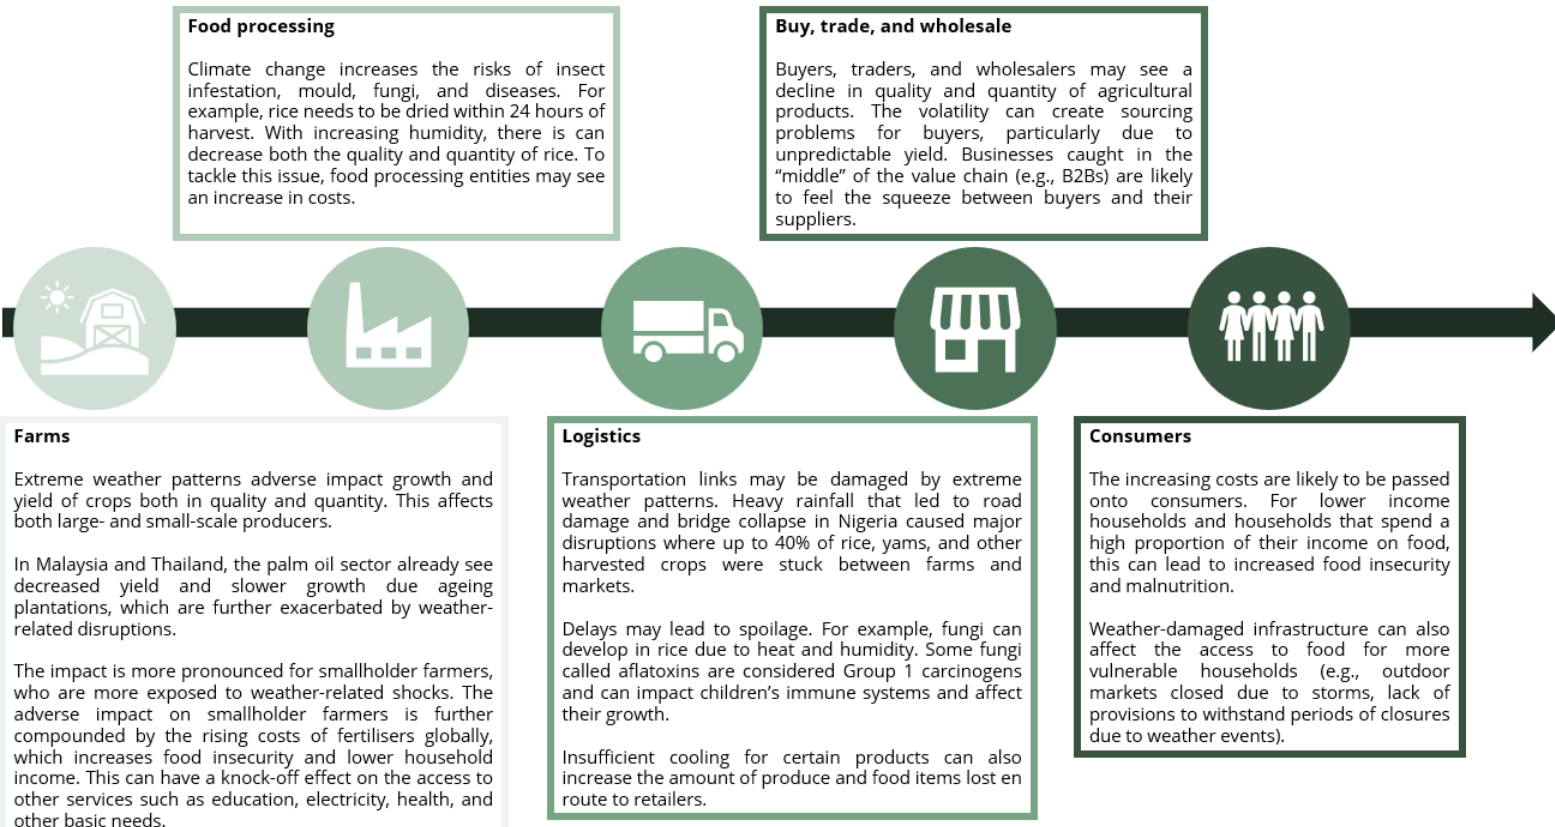 Food processing
Climate change increases the risks of insect
infestation, mould, fungi, and diseases. For
example, rice needs to be dried within 24 hours of
harvest. With increasing humidity, there is can
decrease both the quality and quantity of rice. To
tackle this issue, food processing entities may see
an increase in costs.
Buy, trade, and wholesale
Buyers, traders, and wholesalers may see a
decline in quality and quantity of agricultural
products. The volatility can create sourcing
problems for buyers, particularly due to
unpredictable yield. Businesses caught in the
“middle” of the value chain (e.g., B2Bs) are likely
to feel the squeeze between buyers and their
suppliers.
Farms
Extreme weather patterns adverse impact growth and
yield of crops both in quality and quantity. This affects
both large- and small-scale producers.
In Malaysia and Thailand, the palm oil sector already see
decreased yield and slower growth due ageing
plantations, which are further exacerbated by weather-
related disruptions.
The impact is more pronounced for smallholder farmers,
who are more exposed to weather-related shocks. The
adverse impact on smallholder farmers is further
compounded by the rising costs of fertilisers globally,
which increases food insecurity and lower household
income. This can have a knock-off effect on the access to
other services such as education, electricity, health, and
other basic needs.
Logistics
Transportation links may be damaged by extreme
weather patterns. Heavy rainfall that led to road
damage and bridge collapse in Nigeria caused major
disruptions where up to 40% of rice, yams, and other
harvested crops were stuck between farms and
markets.
Delays may lead to spoilage. For example, fungi can
develop in rice due to heat and humidity. Some fungi
called aflatoxins are considered Group 1 carcinogens
and can impact children’s immune systems and affect
their growth.
Insufficient cooling for certain products can also
increase the amount of produce and food items lost en
route to retailers.
Consumers
The increasing costs are likely to be passed
onto consumers. For lower income
households and households that spend a
high proportion of their income on food,
this can lead to increased food insecurity
and malnutrition.
Weather-damaged infrastructure can also
affect the access to food for more
vulnerable households (e.g., outdoor
markets closed due to storms, lack of
provisions to withstand periods of closures
due to weather events).